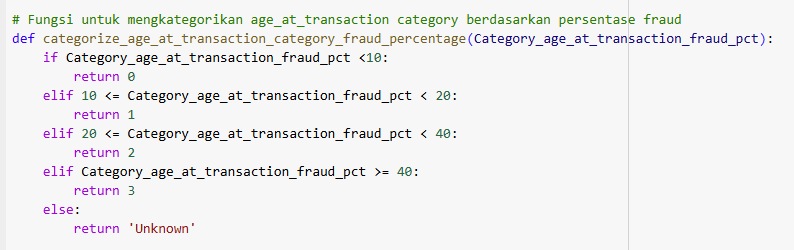 # Fungsi untuk mengkategorikan age_at_transaction category berdasarkan persentase fraud
def categorize_age_at_transaction_category_fraud_percentage(Category_age_at_transaction_fraud_pct):
    if Category_age_at_transaction_fraud_pct <10:
        return 0
    elif 10 <= Category_age_at_transaction_fraud_pct < 20:
        return 1
    elif 20 <= Category_age_at_transaction_fraud_pct < 40:
        return 2
    elif Category_age_at_transaction_fraud_pct >= 40:
        return 3
    else:
        return 'Unknown'